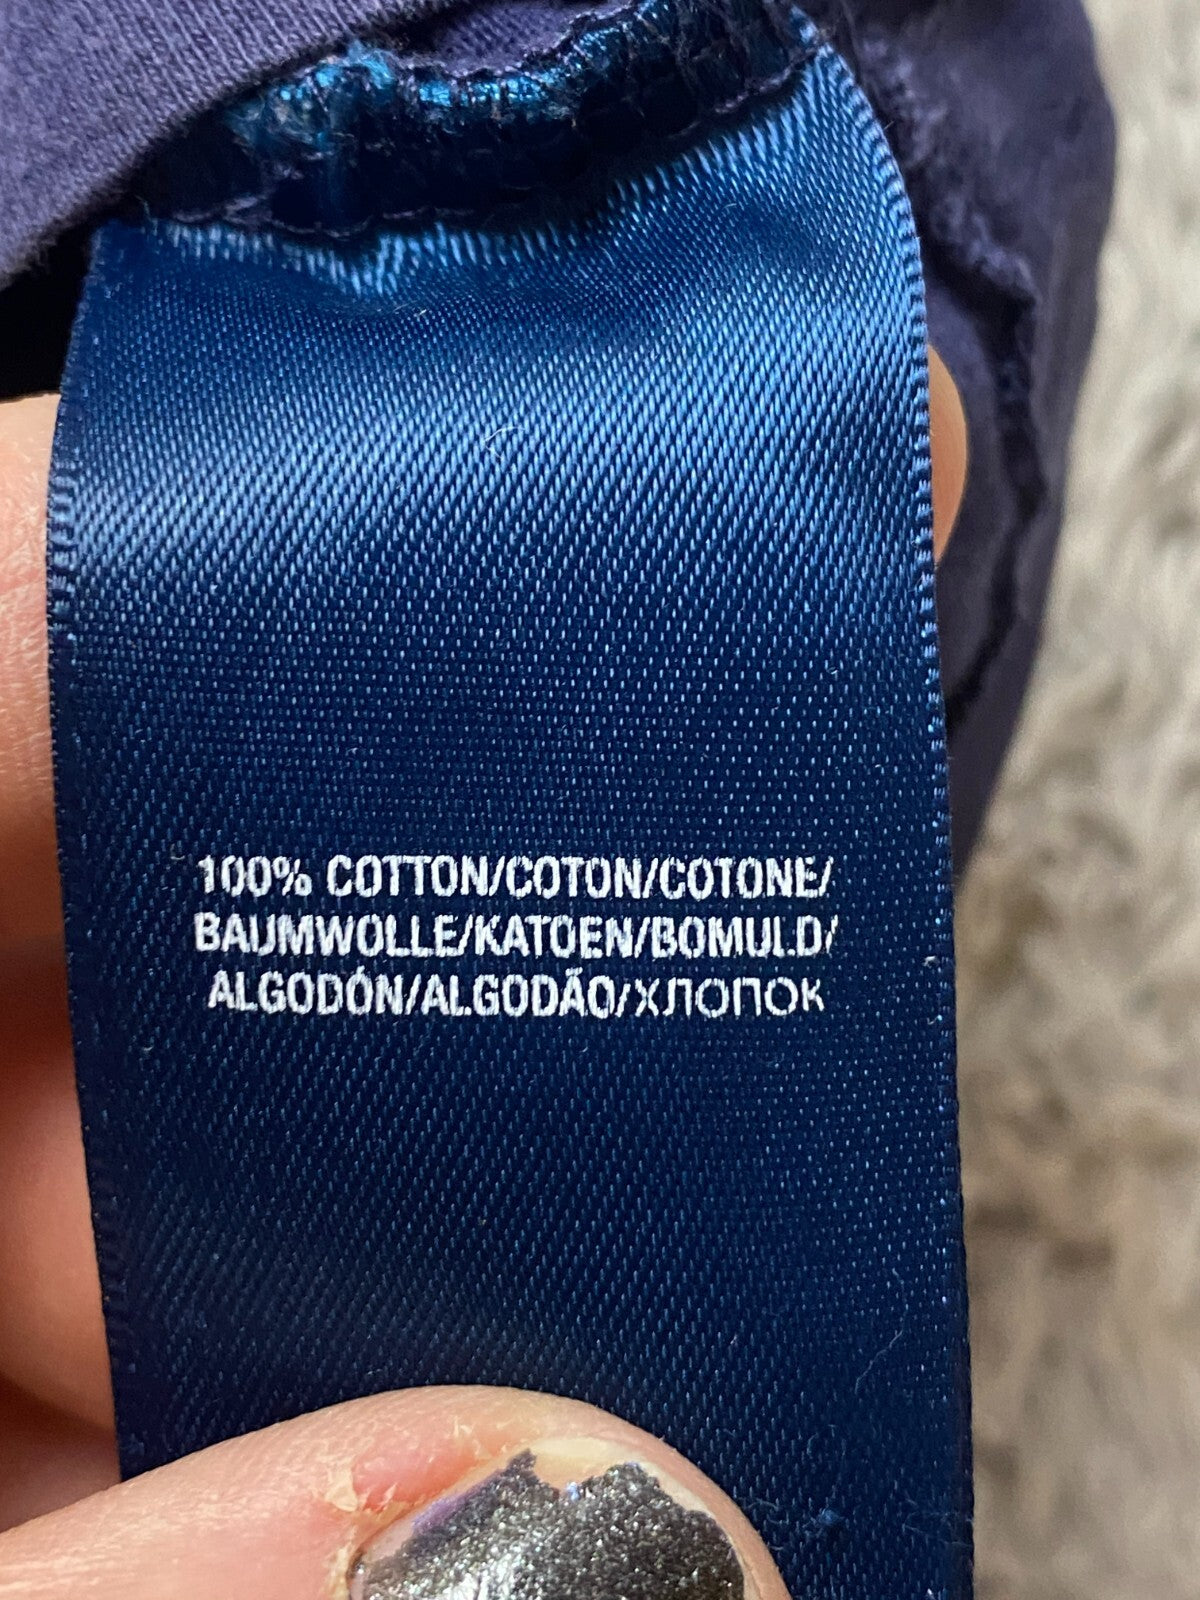 100% COTTON/COTON/COTONE/
BAUMWOLLE/KATOEN/BOMULD/
ALGODÓN/ALGODÃO/ХЛОПОК